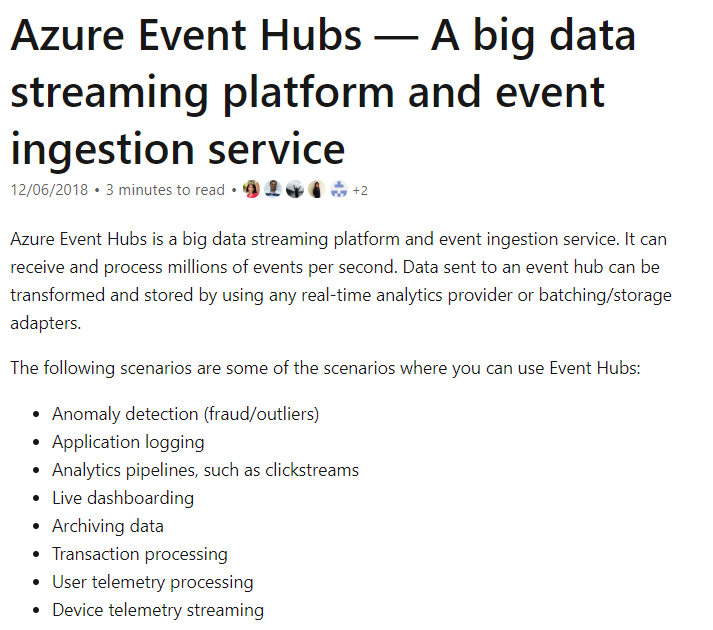 Azure Event Hubs — A big data
streaming platform and event
ingestion service
12/06/2018 • 3 minutes to read • +2
Azure Event Hubs is a big data streaming platform and event ingestion service. It can
receive and process millions of events per second. Data sent to an event hub can be
transformed and stored by using any real-time analytics provider or batching/storage
adapters.
The following scenarios are some of the scenarios where you can use Event Hubs:
• Anomaly detection (fraud/outliers)
• Application logging
• Analytics pipelines, such as clickstreams
• Live dashboarding
• Archiving data
• Transaction processing
• User telemetry processing
• Device telemetry streaming